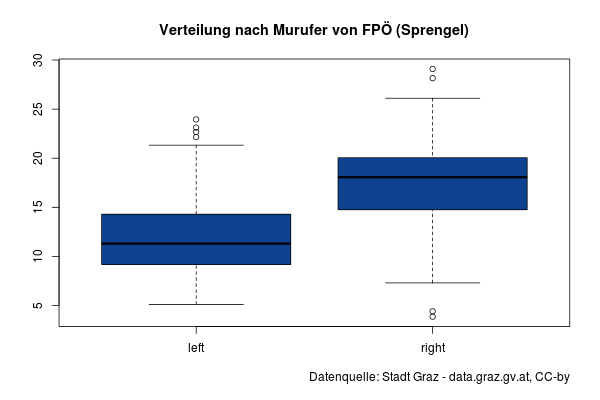 Verteilung nach Murufer von FPÖ (Sprengel)
30
25
20
15
10
5
left right
Datenquelle: Stadt Graz - data.graz.gv.at, CC-by